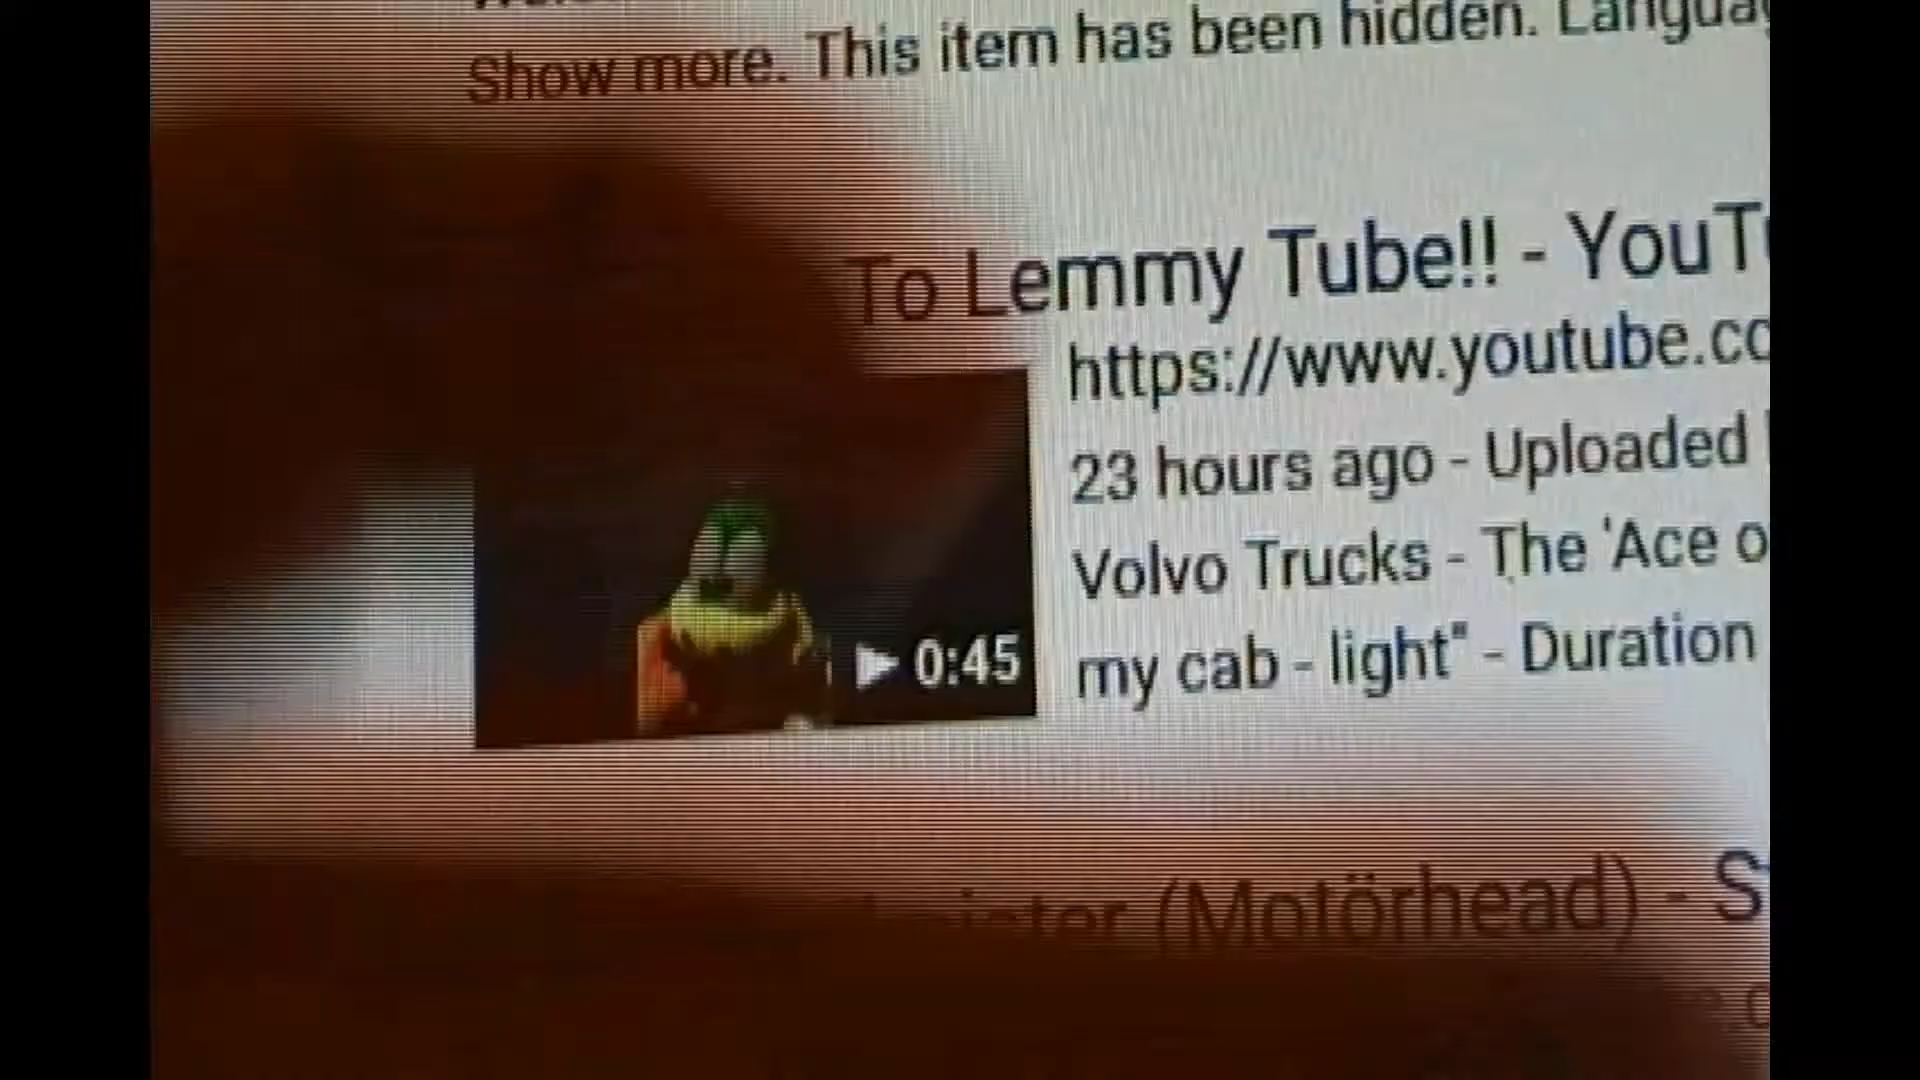 Show more. This item has been hidden.
To Lemmy Tube!! - YouT
https://www.youtube.co
23 hours ago - Uploaded
Volvo Trucks - The 'Ace o
my cab - light" - Duration
0:45
(Motörhead) - S